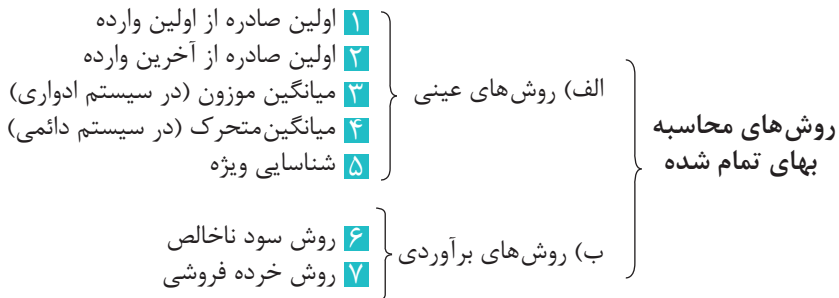 روش‌های محاسبه
بهای تمام شده
الف) روش‌های عینی
۱ اولین صادره از اولین وارده
۲ اولین صادره از آخرین وارده
۳ میانگین موزون (در سیستم ادواری)
۴ میانگین‌متحرک (در سیستم دائمی)
۵ شناسایی ویژه
ب) روش‌های برآوردی
۶ روش سود ناخالص
۷ روش خرده فروشی